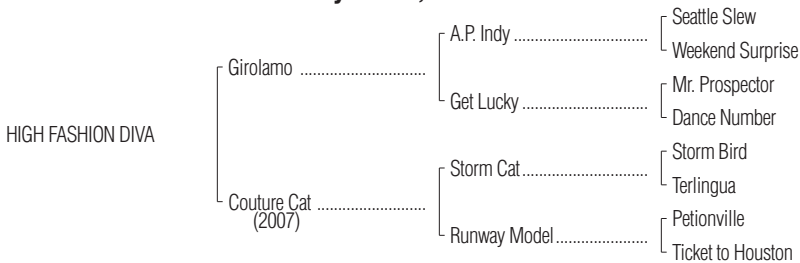 Seattle Slew
A.P. Indy ..................................
Weekend Surprise
Girolamo ................................
Mr. Prospector
Get Lucky ................................
Dance Number
HIGH FASHION DIVA
Storm Bird
Storm Cat ................................
Terlingua
Couture Cat ............................
(2007)
Petionville
Runway Model ........................
Ticket to Houston